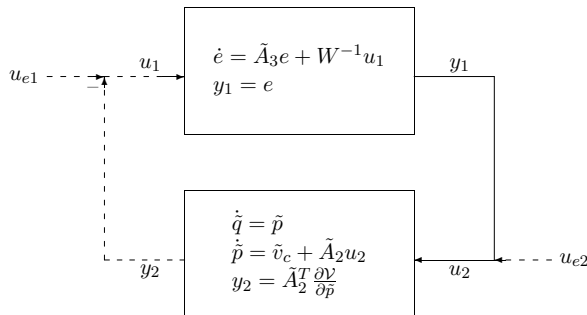 u_{e1}
u_1
ė = Ã_3 e + W^{-1} u_1
y_1 = e
y_1
−
q̃̇ = p̃
p̃̇ = ṽ_c + Ã_2 u_2
y_2 = Ã_2^T ∂𝒱/∂p̃
y_2
u_2
u_{e2}